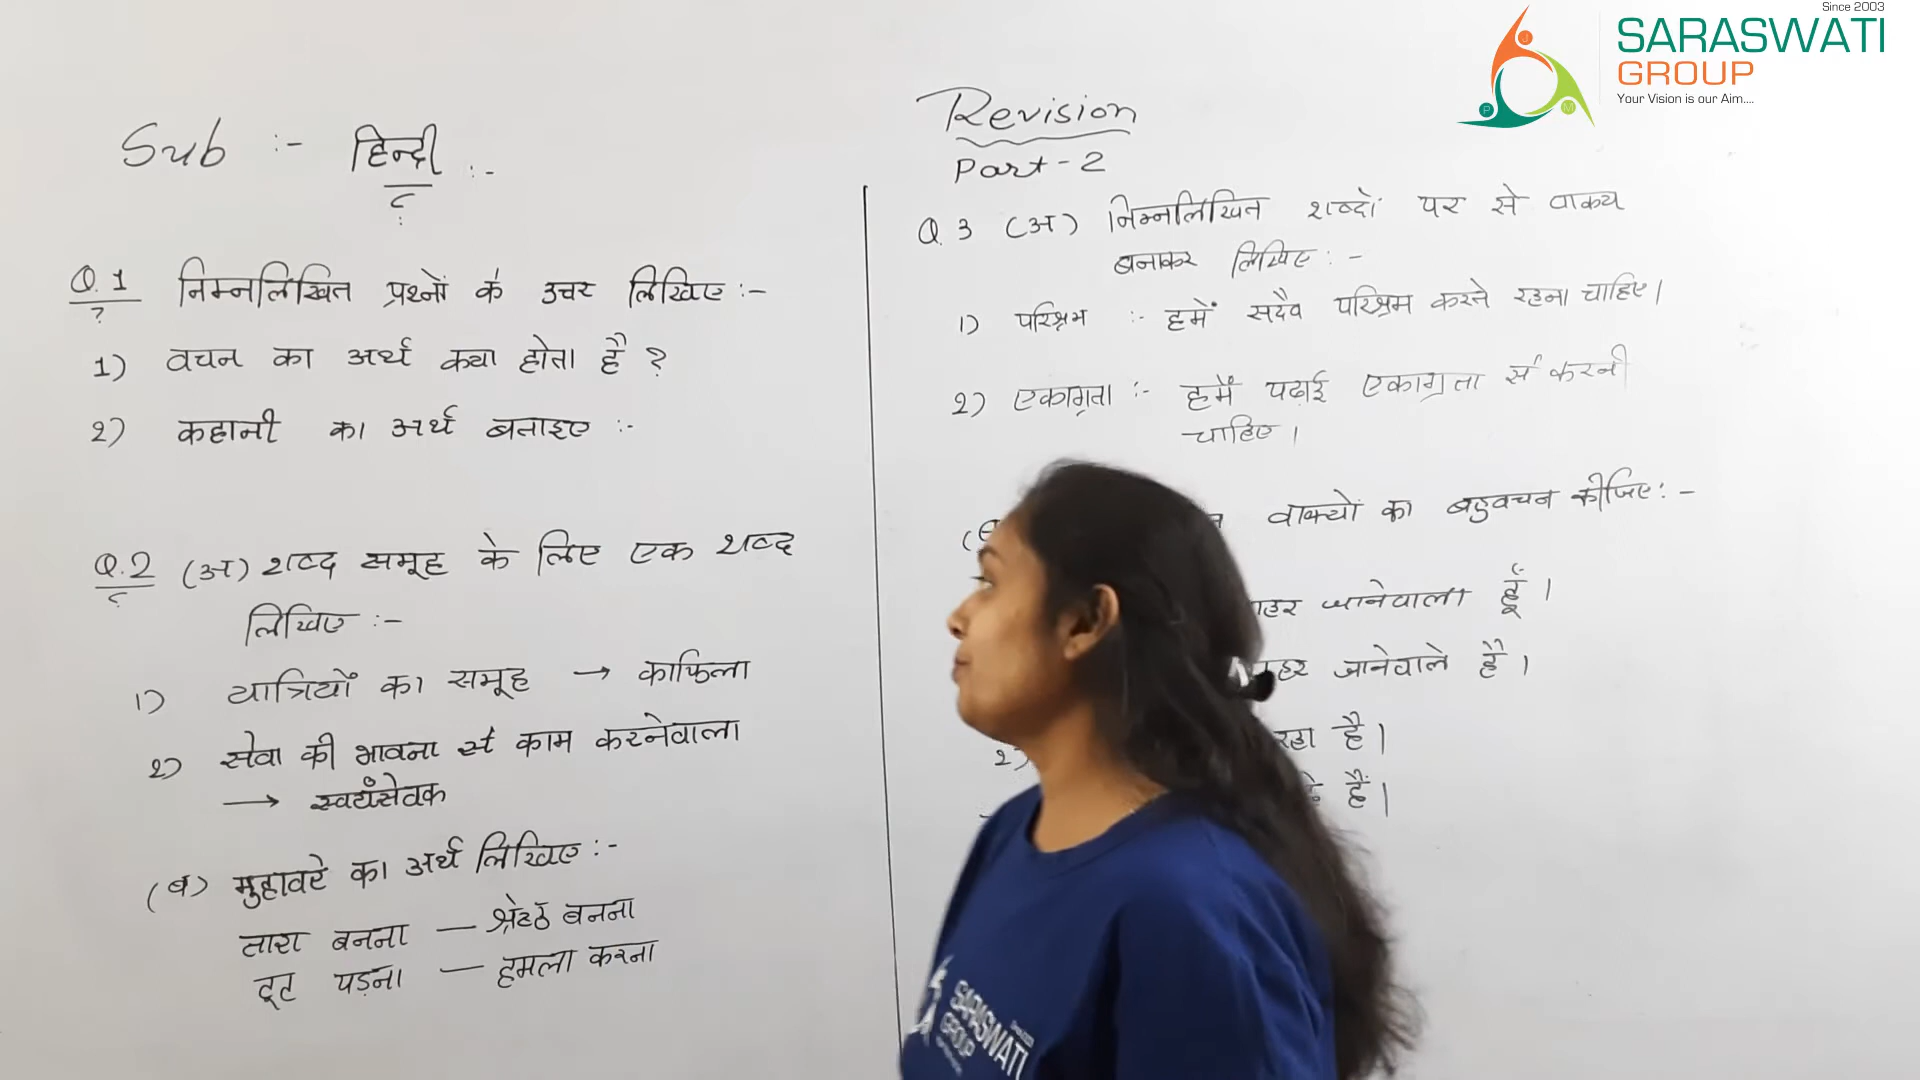 Since 2003
SARASWATI
GROUP
Your Vision is our Aim....
J
P
M
Sub :- हिन्दी :-
Q.1 निम्नलिखित प्रश्नों के उत्तर लिखिए :-
1) वचन का अर्थ क्या होता है ?
2) कहानी का अर्थ बताइए :-
Q.2 (अ) शब्द समूह के लिए एक शब्द
लिखिए :-
1) यात्रियों का समूह → काफिला
2) सेवा की भावना से काम करनेवाला
→ स्वयंसेवक
(ब) मुहावरे का अर्थ लिखिए :-
तारा बनना — श्रेष्ठ बनना
टूट पड़ना — हमला करना
Revision
Part-2
Q.3 (अ) निम्नलिखित शब्दों पर से वाक्य
बनाकर लिखिए :-
1) परिश्रम :- हमें सदैव परिश्रम करते रहना चाहिए।
2) एकाग्रता :- हमें पढ़ाई एकाग्रता से करनी
चाहिए।
वाक्यों का बहुवचन कीजिए :-
जानेवाला हूँ।
जानेवाले हैं।
2) रहा है।
हैं।
SARASWATI
GROUP